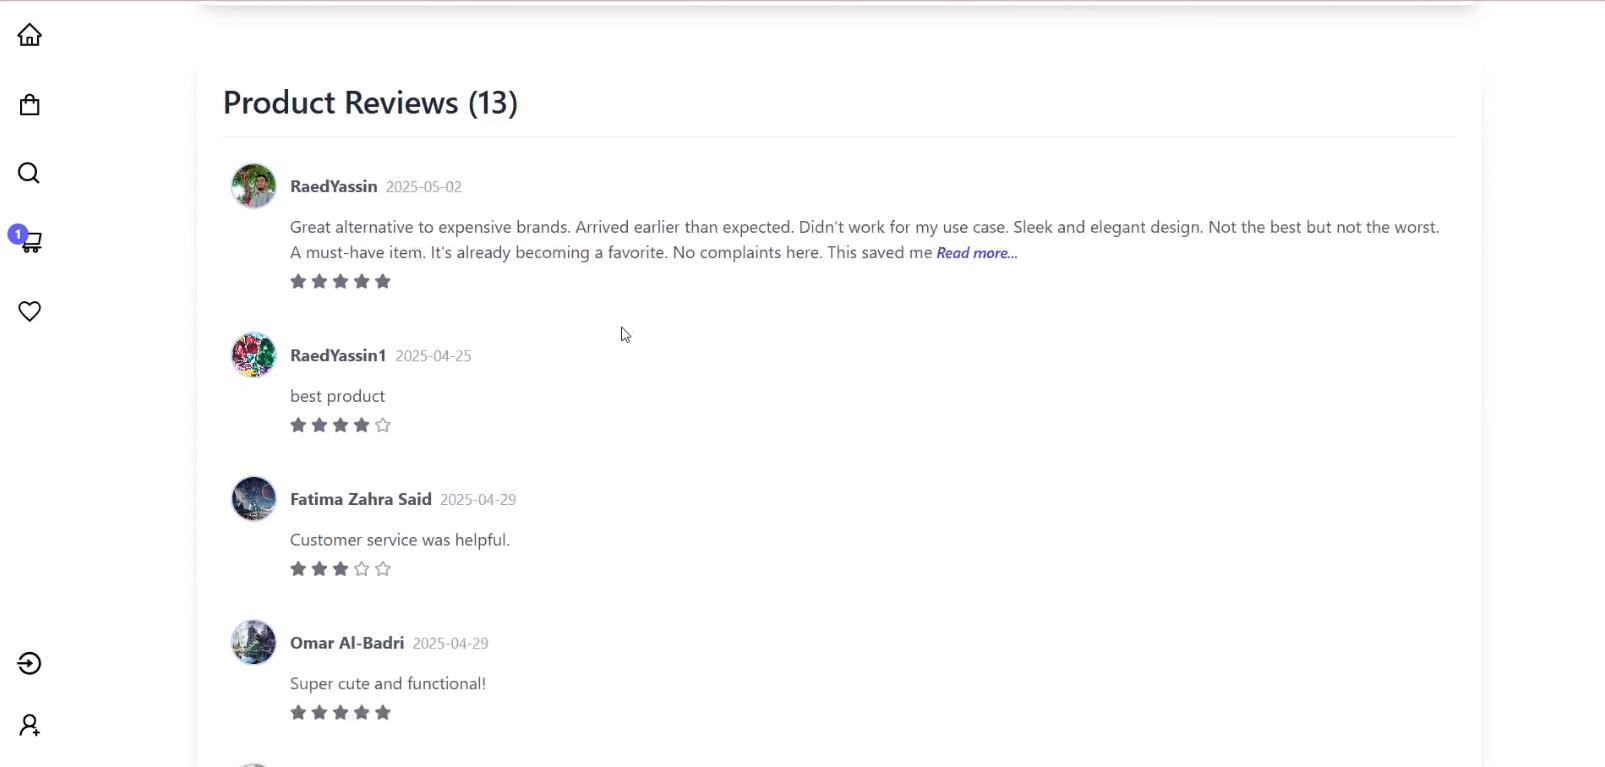 Product Reviews (13)
RaedYassin 2025-05-02
Great alternative to expensive brands. Arrived earlier than expected. Didn't work for my use case. Sleek and elegant design. Not the best but not the worst.
A must-have item. It's already becoming a favorite. No complaints here. This saved me Read more...
RaedYassin1 2025-04-25
best product
1
Fatima Zahra Said 2025-04-29
Customer service was helpful.
Omar Al-Badri 2025-04-29
Super cute and functional!